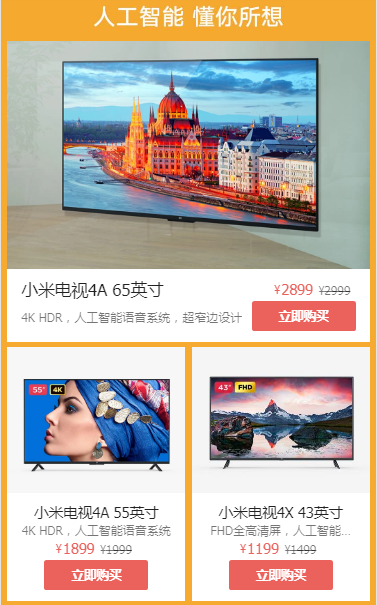 人工智能 懂你所想
小米电视4A 65英寸
¥2899 ¥2999
4K HDR，人工智能语音系统，超窄边设计
立即购买
55" 4K
小米电视4A 55英寸
4K HDR，人工智能语音系统
¥1899 ¥1999
立即购买
43" FHD
小米电视4X 43英寸
FHD全高清屏，人工智能...
¥1199 ¥1499
立即购买